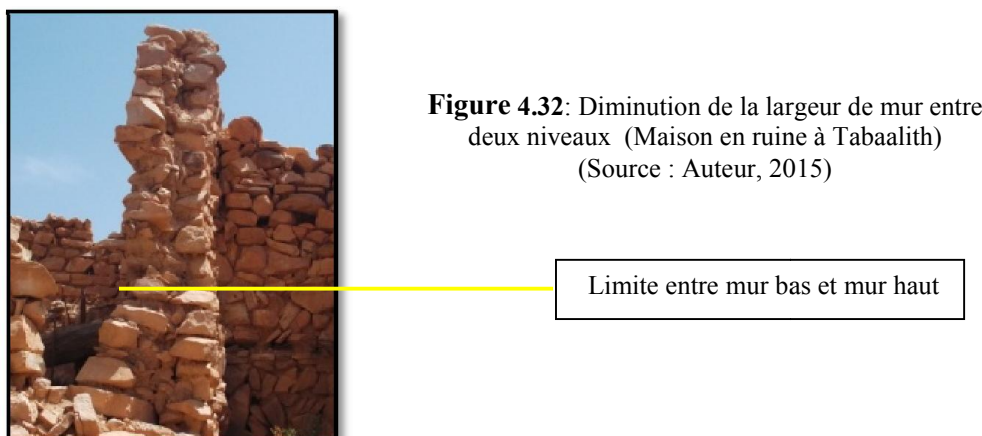 Figure 4.32: Diminution de la largeur de mur entre
deux niveaux (Maison en ruine à Tabaalith)
(Source : Auteur, 2015)
Limite entre mur bas et mur haut